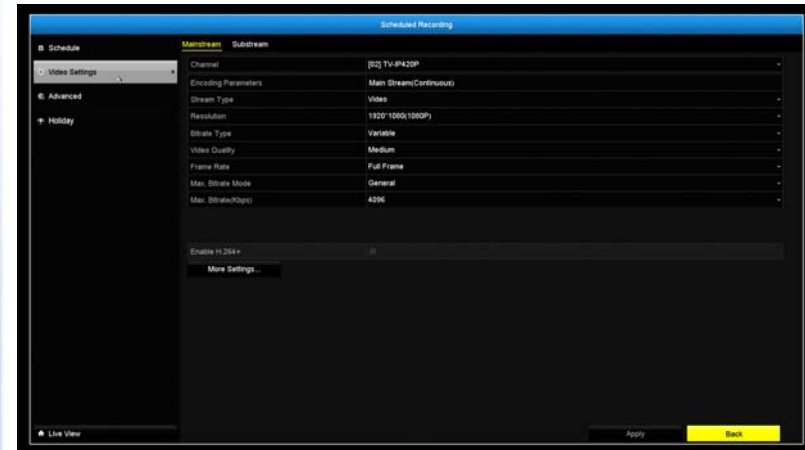 Scheduled Recording
Schedule
Video Settings
Advanced
Holiday
Mainstream Substream
Channel [02] TV-IP420P
Encoding Parameters Main Stream(Continuous)
Stream Type Video
Resolution 1920*1080(1080P)
Bitrate Type Variable
Video Quality Medium
Frame Rate Full Frame
Max. Bitrate Mode General
Max. Bitrate(Kbps) 4096
Enable H.264+
More Settings...
Live View
Apply Back